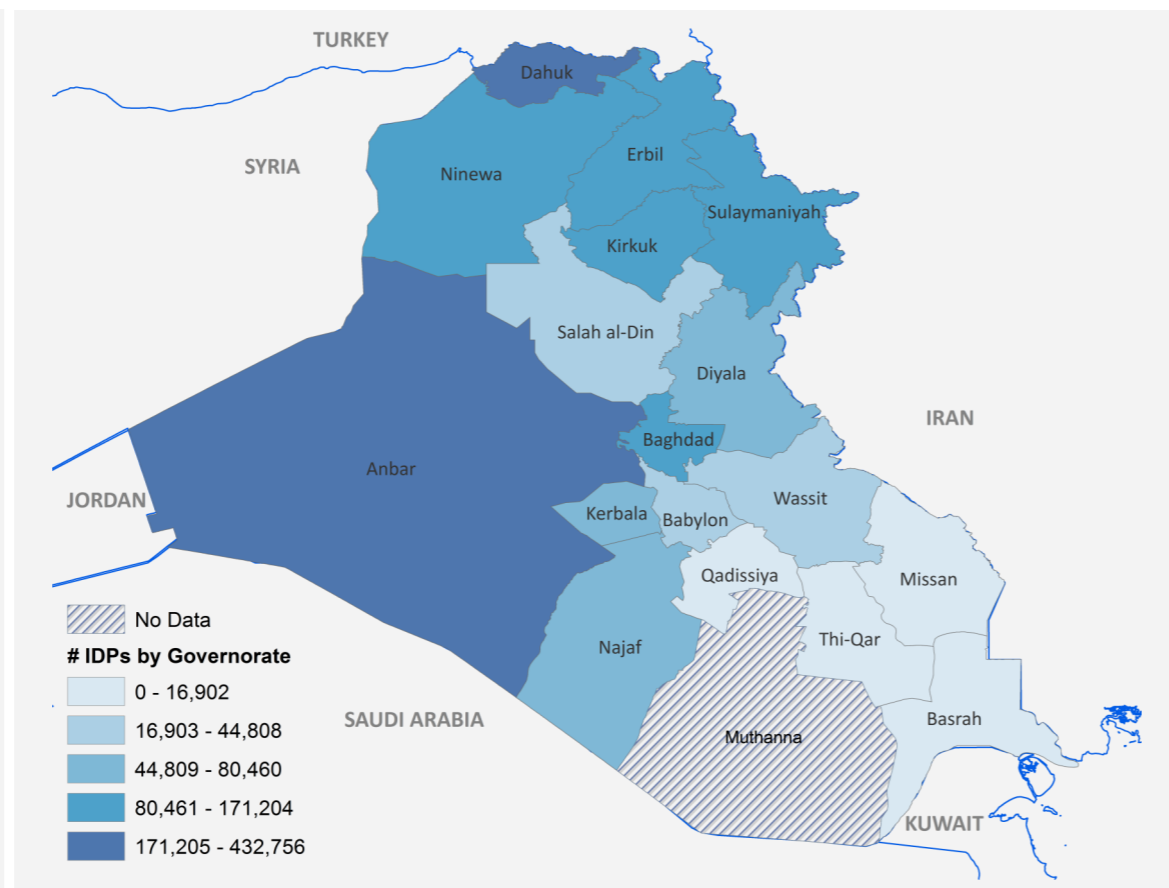 TURKEY
Dahuk
SYRIA
Ninewa
Erbil
Sulaymaniyah
Kirkuk
Salah al-Din
Diyala
IRAN
Baghdad
Anbar
JORDAN
Wassit
Kerbala
Babylon
Qadissiya
Missan
No Data
Thi-Qar
Najaf
# IDPs by Governorate
0 - 16,902
SAUDI ARABIA
Basrah
16,903 - 44,808
Muthanna
44,809 - 80,460
80,461 - 171,204
KUWAIT
171,205 - 432,756